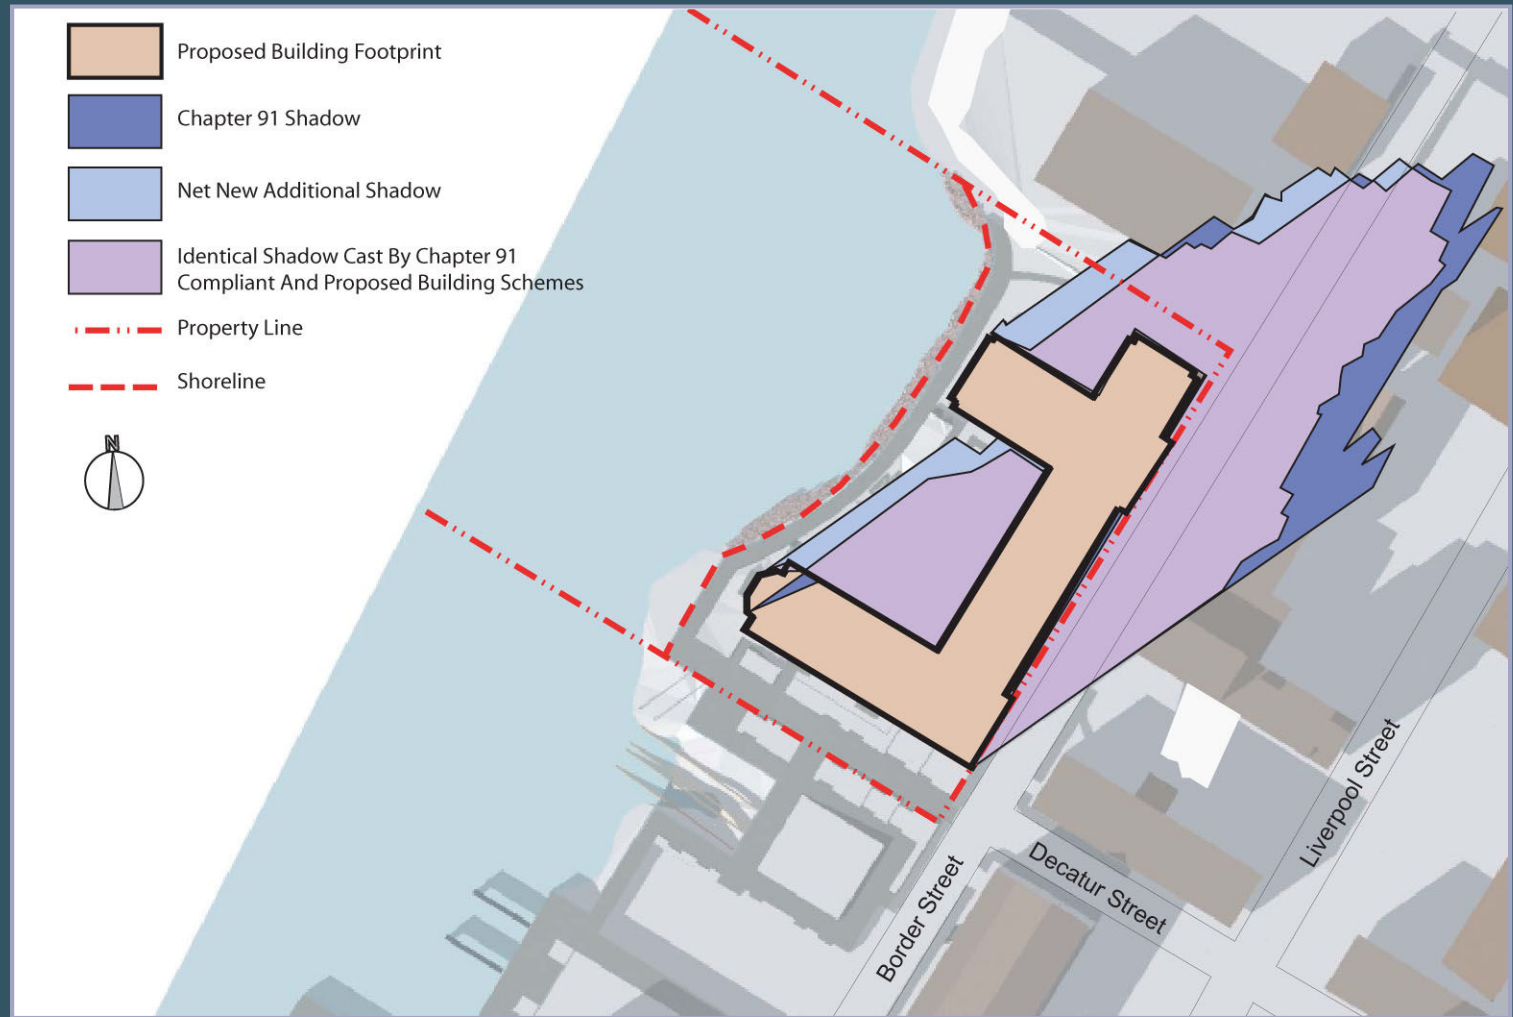 Proposed Building Footprint
Chapter 91 Shadow
Net New Additional Shadow
Identical Shadow Cast By Chapter 91
Compliant And Proposed Building Schemes
Property Line
Shoreline
N
Liverpool Street
Decatur Street
Border Street